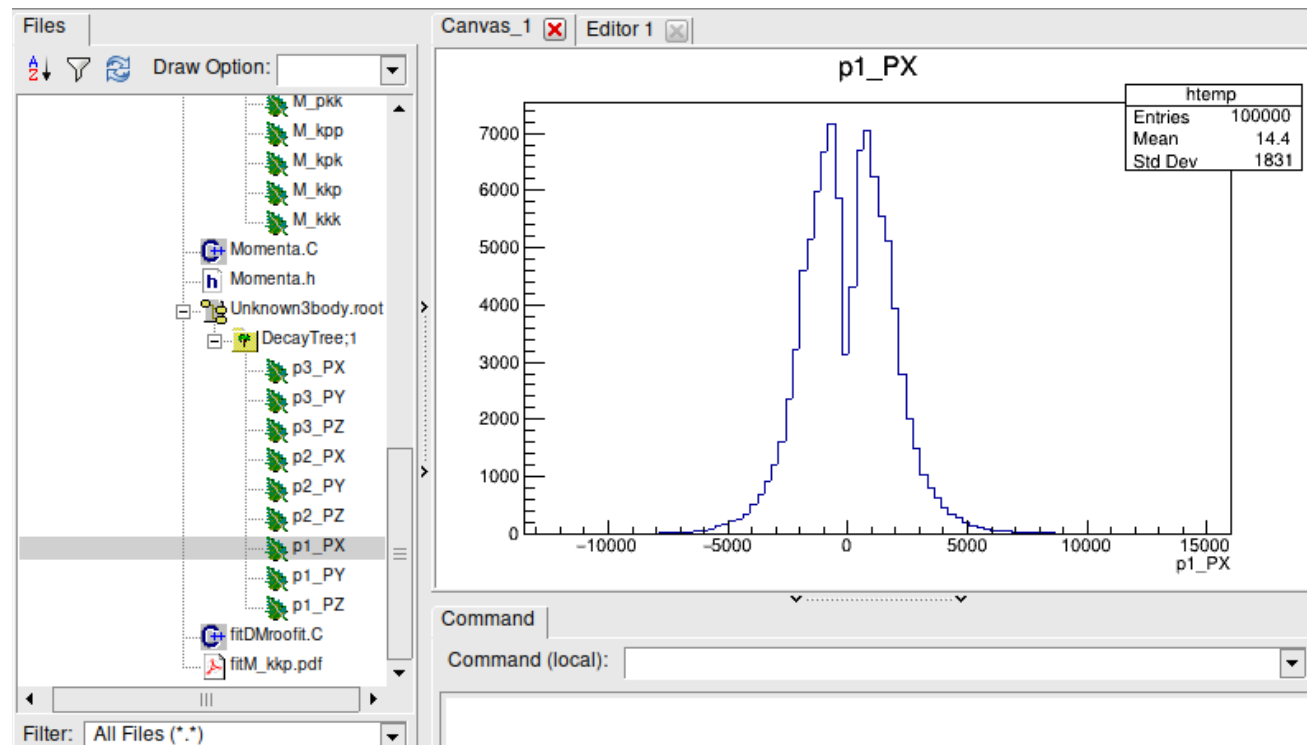 Files
Draw Option:
M_pkk
M_kpp
M_kpk
M_kkp
M_kkk
Momenta.C
Momenta.h
Unknown3body.root
DecayTree;1
p3_PX
p3_PY
p3_PZ
p2_PX
p2_PY
p2_PZ
p1_PX
p1_PY
p1_PZ
fitDMroofit.C
fitM_kkp.pdf
Filter: All Files (*.*)
Canvas_1 Editor 1
p1_PX
htemp
Entries 100000
Mean 14.4
Std Dev 1831
7000
6000
5000
4000
3000
2000
1000
0
−10000 −5000 0 5000 10000 15000
p1_PX
Command
Command (local):